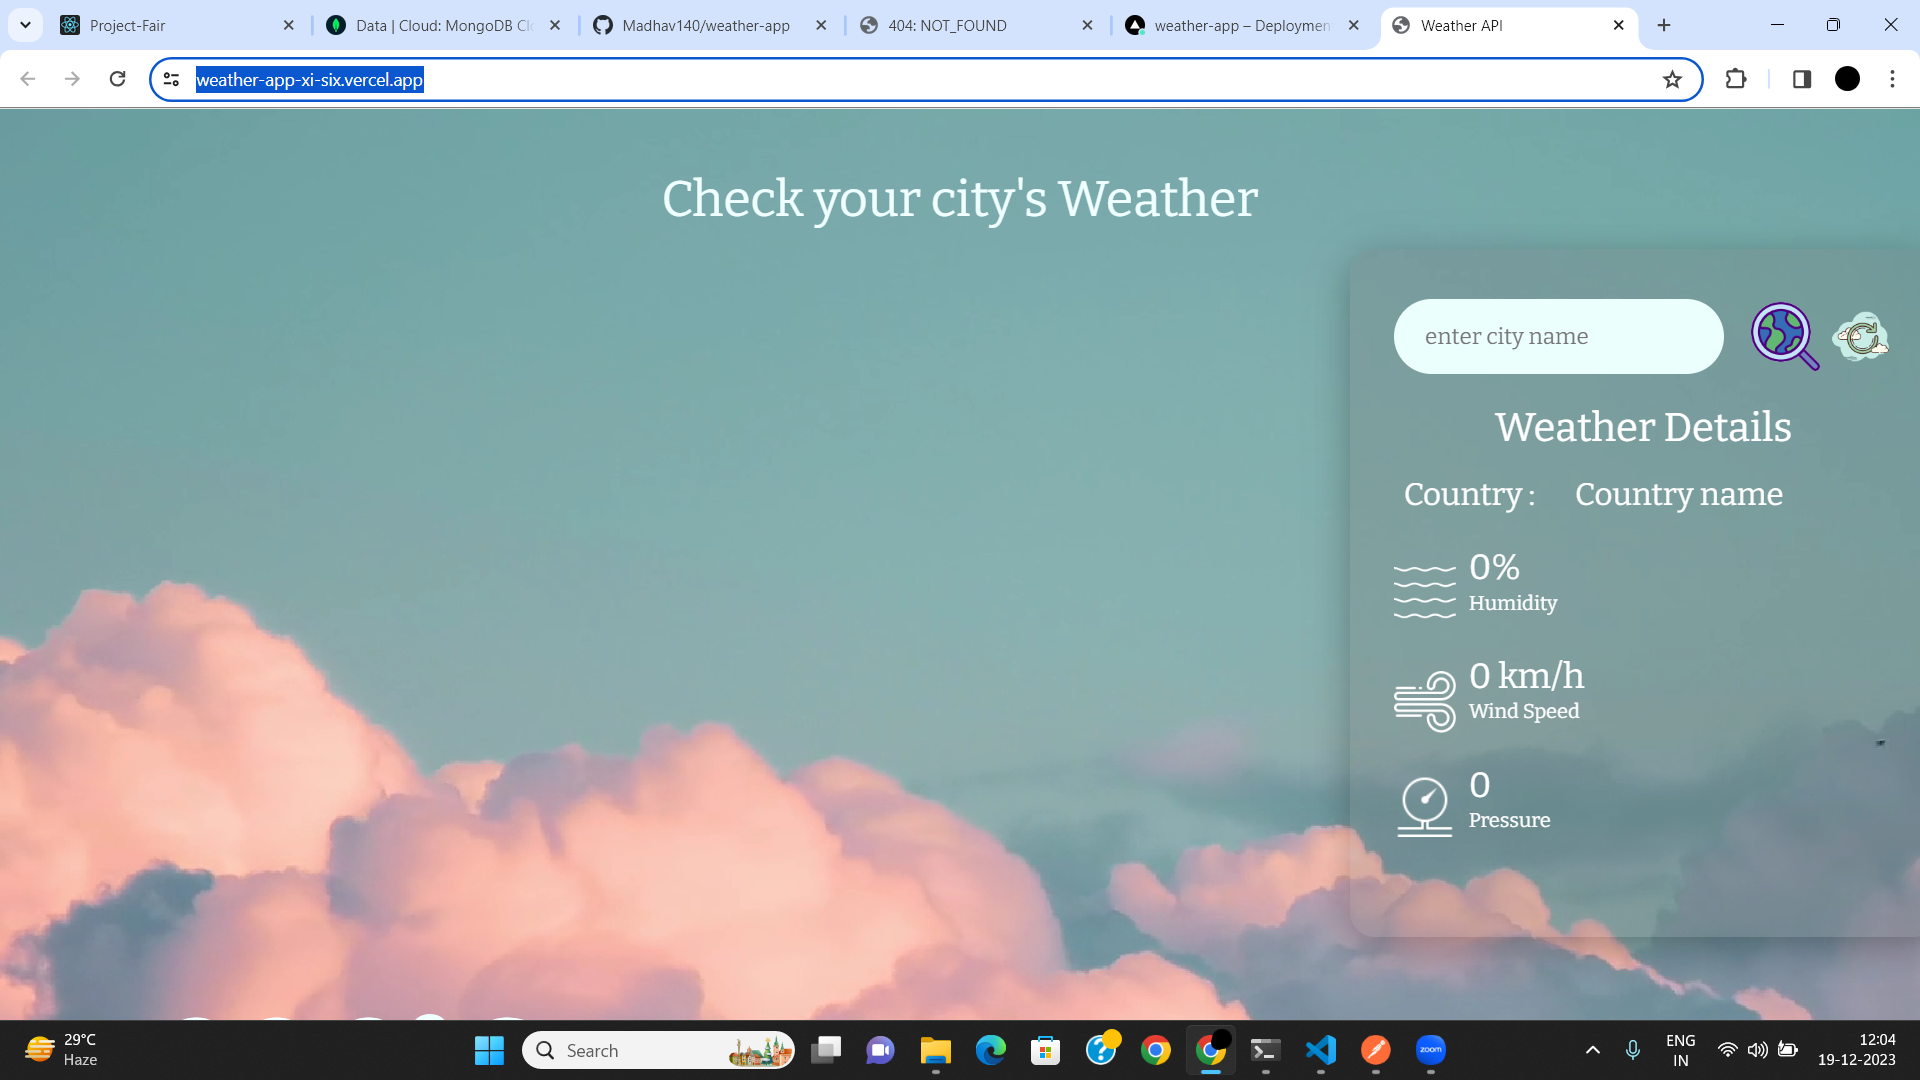 Project-Fair
Data | Cloud: MongoDB Cl
Madhav140/weather-app
404: NOT_FOUND
weather-app – Deploymen
Weather API
weather-app-xi-six.vercel.app
Check your city's Weather
enter city name
Weather Details
Country : Country name
0%
Humidity
0 km/h
Wind Speed
0
Pressure
29°C
Haze
Search
zoom
ENG
IN
12:04
19-12-2023